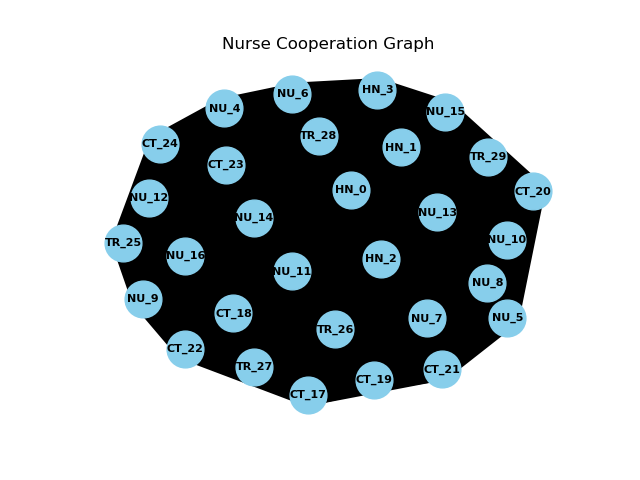 Nurse Cooperation Graph
HN_3
NU_6
NU_4
NU_15
TR_28
CT_24
HN_1
TR_29
CT_23
HN_0
CT_20
NU_12
NU_13
NU_14
NU_10
TR_25
NU_16
HN_2
NU_11
NU_8
NU_9
CT_18
NU_7
NU_5
TR_26
CT_22
TR_27
CT_21
CT_19
CT_17